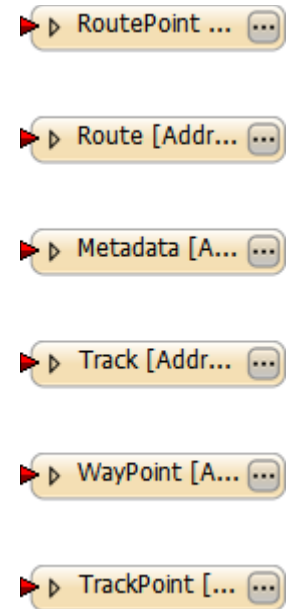 RoutePoint ...
Route [Addr...
Metadata [A...
Track [Addr...
WayPoint [A...
TrackPoint [...